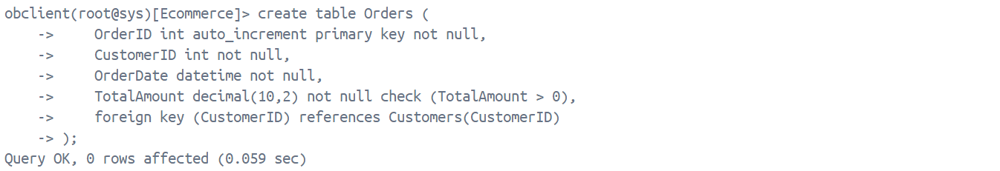 obclient(root@sys)[Ecommerce]> create table Orders (
    ->     OrderID int auto_increment primary key not null,
    ->     CustomerID int not null,
    ->     OrderDate datetime not null,
    ->     TotalAmount decimal(10,2) not null check (TotalAmount > 0),
    ->     foreign key (CustomerID) references Customers(CustomerID)
    -> );
Query OK, 0 rows affected (0.059 sec)